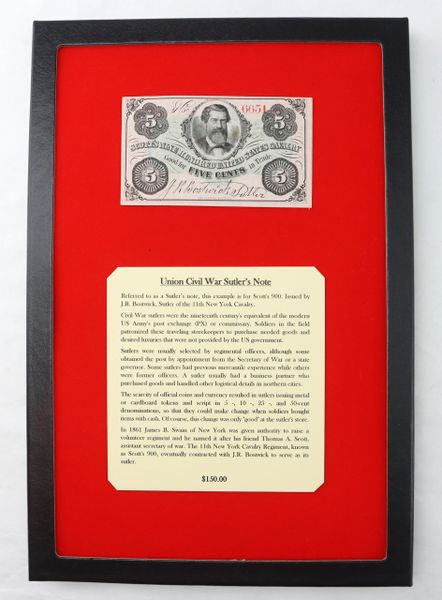 6651
5 5
SCOTT'S NINE HUNDRED UNITED STATES CAVALRY
Good for FIVE CENTS in Trade
5 5
J.R. Bostwick Sutler
Union Civil War Sutler's Note
Referred to as a Sutler's note, this example is for Scott's 900. Issued by
J.R. Bostwick, Sutler of the 11th New York Cavalry.
Civil War sutlers were the nineteenth century's equivalent of the modern
US Army's post exchange (PX) or commissary. Soldiers in the field
patronized these traveling storekeepers to purchase needed goods and
desired luxuries that were not provided by the US government.
Sutlers were usually selected by regimental officers, although some
obtained the post by appointment from the Secretary of War or a state
governor. Some sutlers had previous mercantile experience while others
were former officers. A sutler usually had a business partner who
purchased goods and handled other logistical details in northern cities.
The scarcity of official coins and currency resulted in sutlers issuing metal
or cardboard tokens and script in 5 -, 10 -, 25 -, and 50-cent
denominations, so that they could make change when soldiers bought
items with cash. Of course, this change was only 'good' at the sutler's store.
In 1861 James B. Swain of New York was given authority to raise a
volunteer regiment and he named it after his friend Thomas A. Scott,
assistant secretary of war. The 11th New York Cavalry Regiment, known
as Scott's 900, eventually contracted with J.R. Bostwick to serve as its
sutler.
$150.00